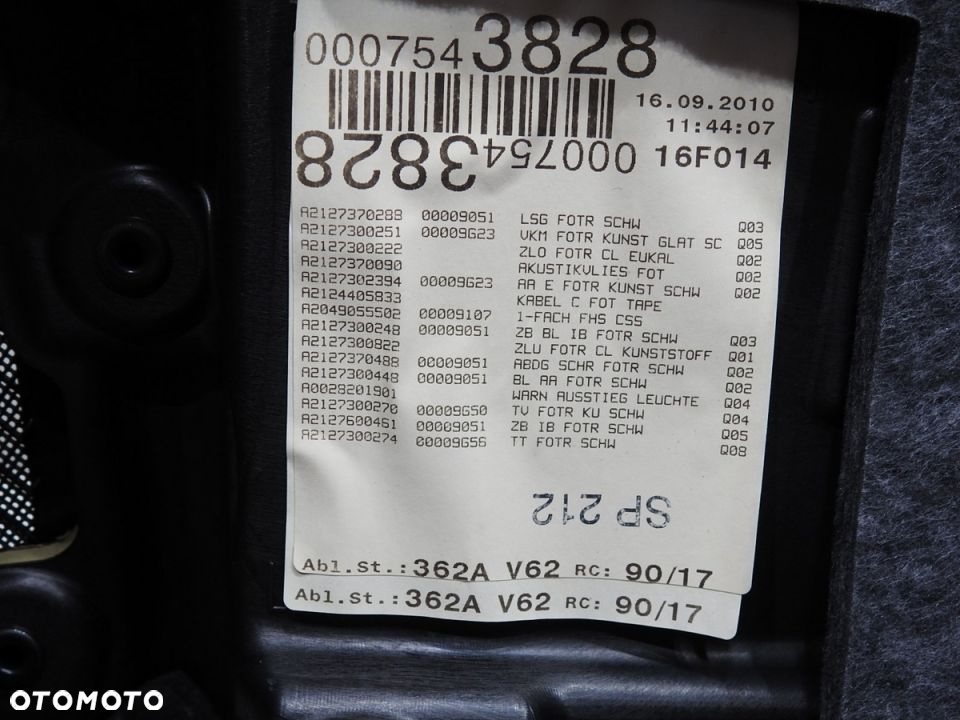 0007543828
16.09.2010
11:44:07
0007543828
16F014
A2127370288 00009051 LSG FOTR SCHW Q03
A2127300251 00009G23 VKM FOTR KUNST GLAT SC Q05
A2127300222 ZLO FOTR CL EUKAL Q02
A2127370090 AKUSTIKVLIES FOT Q02
A2127302394 00009G23 AA E FOTR KUNST SCHW Q02
A2124405833 KABEL C FOT TAPE
A2049055502 00009107 1-FACH FHS CSS
A2127300248 00009051 ZB BL IB FOTR SCHW Q03
A2127300822 ZLU FOTR CL KUNSTSTOFF Q01
A2127370488 00009051 ABDG SCHR FOTR SCHW Q02
A2127300448 00009051 BL AA FOTR SCHW Q02
A0028201901 WARN AUSSTIEG LEUCHTE Q04
A2127300270 00009G50 TV FOTR KU SCHW Q04
A2127600461 00009051 ZB IB FOTR SCHW Q05
A2127300274 00009G56 TT FOTR SCHW Q08
SP 212
Abl.St.: 362A V62 RC: 90/17
Abl.St.: 362A V62 RC: 90/17
OTOMOTO